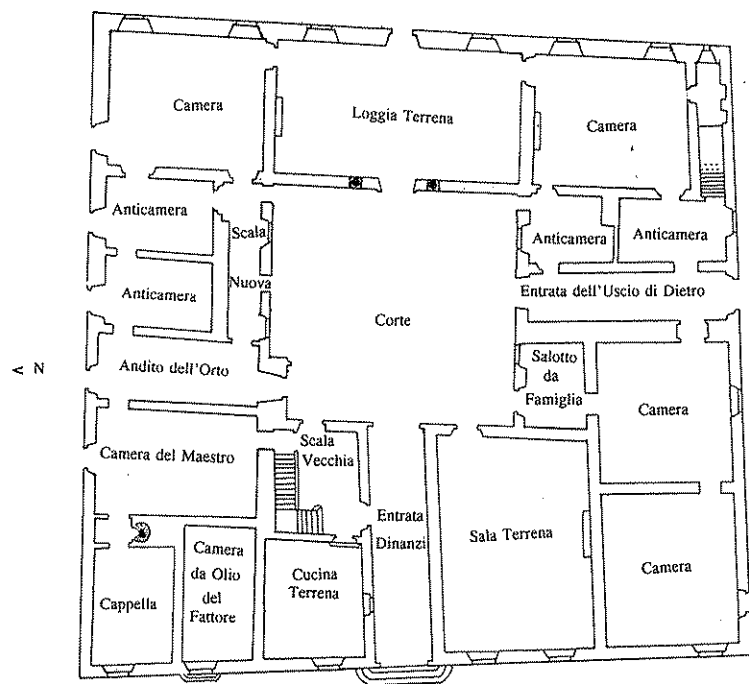 Camera
Loggia Terrena
Camera
Anticamera
Scala
Nuova
Anticamera
Anticamera
Anticamera
Entrata dell'Uscio di Dietro
Corte
< N
Andito dell'Orto
Salotto
da
Famiglia
Camera
Camera del Maestro
Scala
Vecchia
Entrata
Dinanzi
Sala Terrena
Camera
da Olio
del
Fattore
Cucina
Terrena
Camera
Cappella